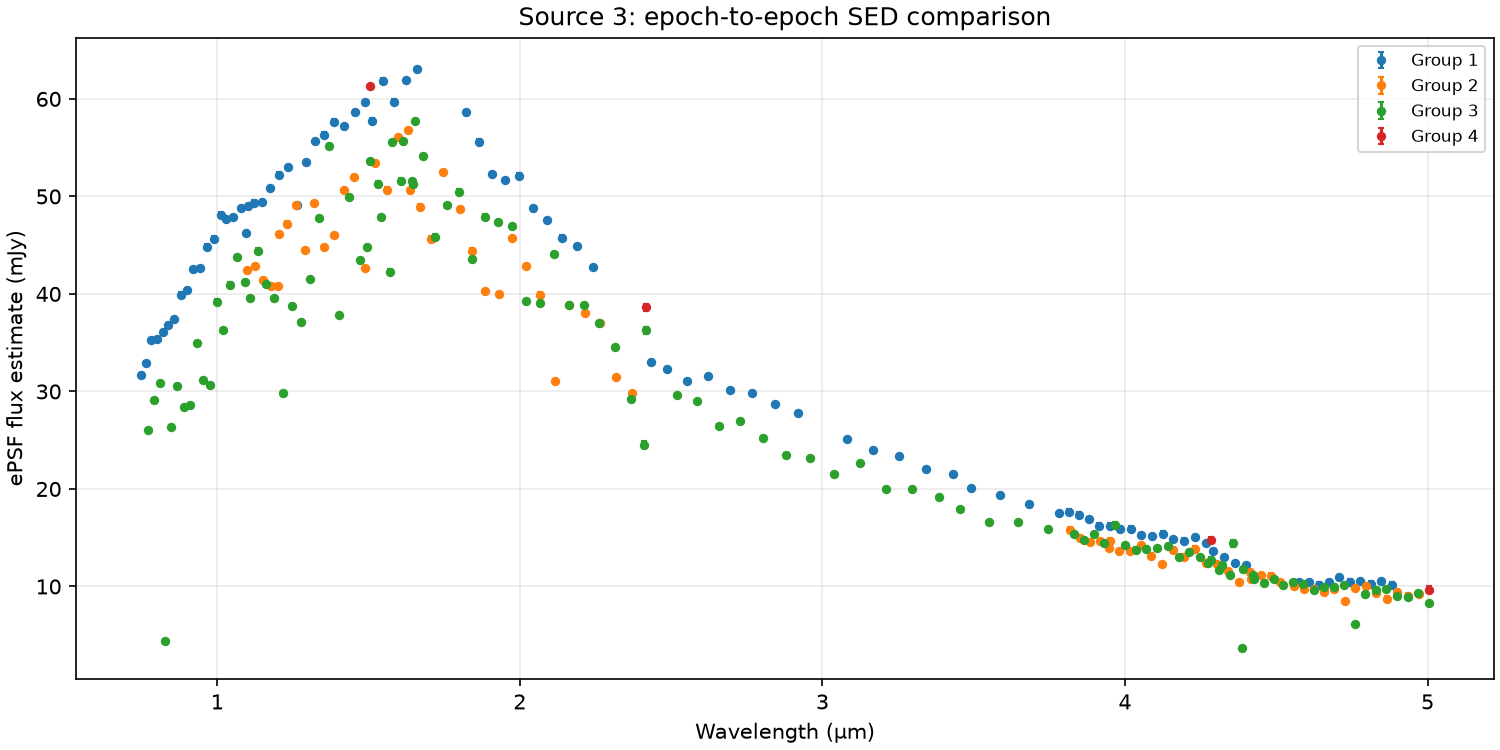 Source 3: epoch-to-epoch SED comparison
Group 1
Group 2
Group 3
Group 4
ePSF flux estimate (mJy)
60
50
40
30
20
10
1 2 3 4 5
Wavelength (μm)